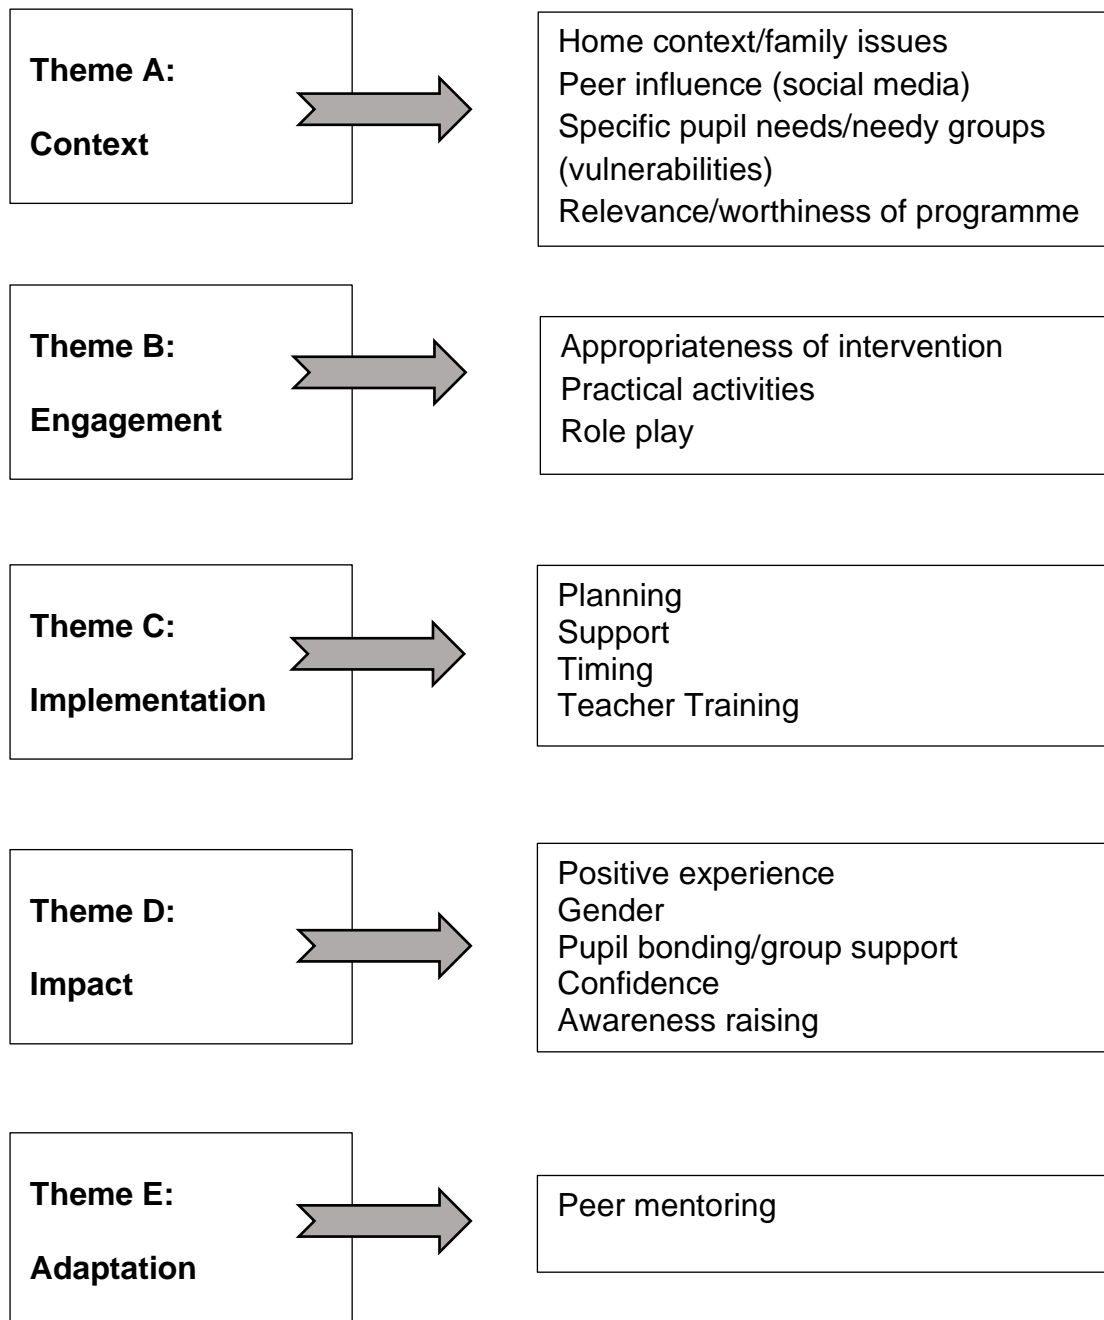 Theme A:
Context
Home context/family issues
Peer influence (social media)
Specific pupil needs/needy groups
(vulnerabilities)
Relevance/worthiness of programme
Theme B:
Engagement
Appropriateness of intervention
Practical activities
Role play
Theme C:
Implementation
Planning
Support
Timing
Teacher Training
Theme D:
Impact
Positive experience
Gender
Pupil bonding/group support
Confidence
Awareness raising
Theme E:
Adaptation
Peer mentoring